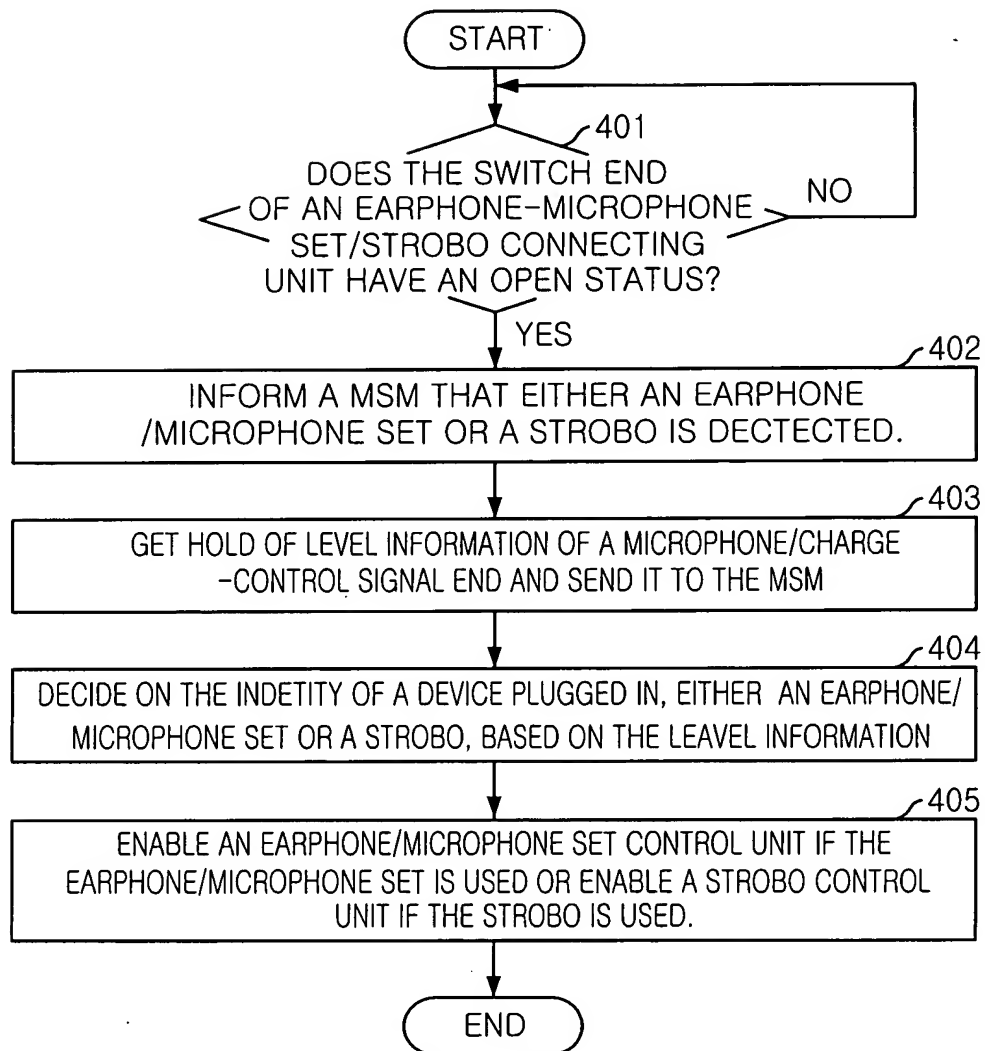 START
401
DOES THE SWITCH END
OF AN EARPHONE-MICROPHONE
SET/STROBO CONNECTING
UNIT HAVE AN OPEN STATUS?
NO
YES
402
INFORM A MSM THAT EITHER AN EARPHONE
/MICROPHONE SET OR A STROBO IS DECTECTED.
403
GET HOLD OF LEVEL INFORMATION OF A MICROPHONE/CHARGE
-CONTROL SIGNAL END AND SEND IT TO THE MSM
404
DECIDE ON THE INDETITY OF A DEVICE PLUGGED IN, EITHER AN EARPHONE/
MICROPHONE SET OR A STROBO, BASED ON THE LEAVEL INFORMATION
405
ENABLE AN EARPHONE/MICROPHONE SET CONTROL UNIT IF THE
EARPHONE/MICROPHONE SET IS USED OR ENABLE A STROBO CONTROL
UNIT IF THE STROBO IS USED.
END